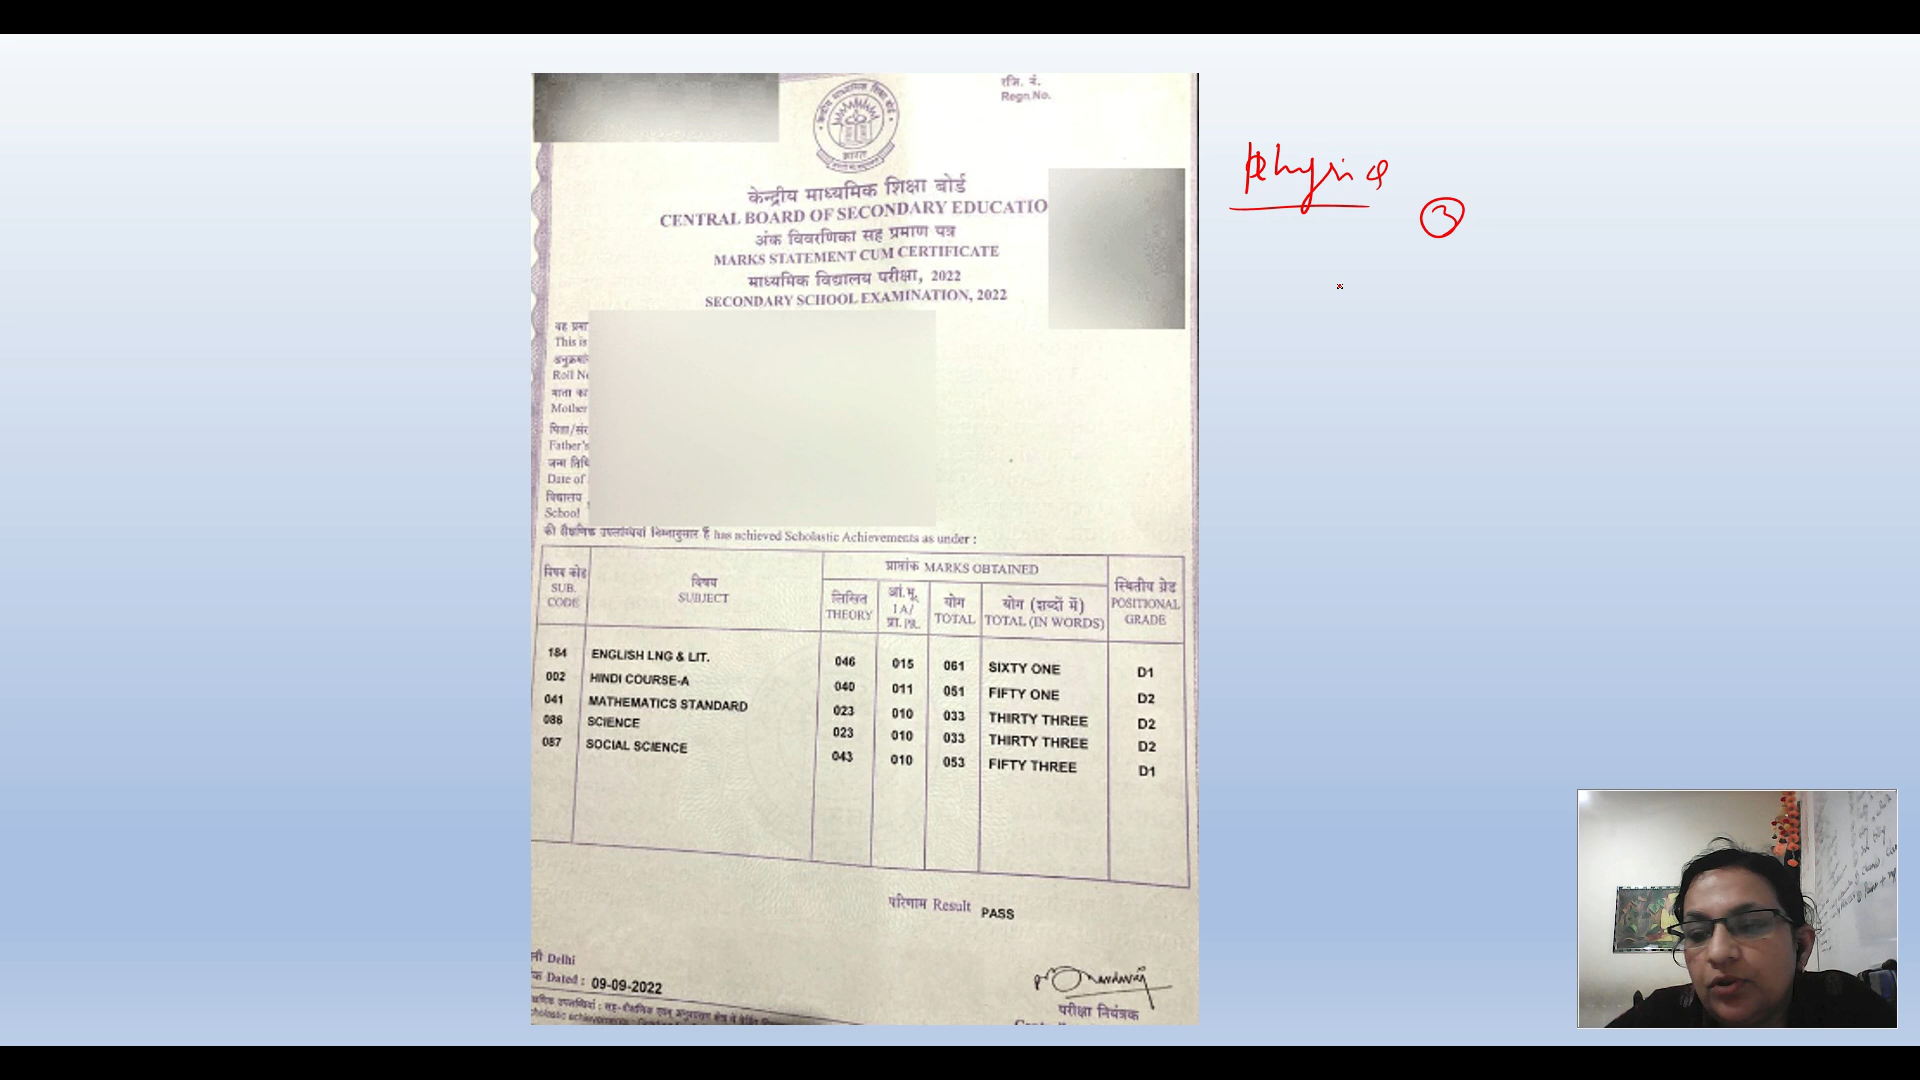 रजि. नं.
Regn.No.
भारत
केन्द्रीय माध्यमिक शिक्षा बोर्ड
CENTRAL BOARD OF SECONDARY EDUCATIO
अंक विवरणिका सह प्रमाण पत्र
MARKS STATEMENT CUM CERTIFICATE
माध्यमिक विद्यालय परीक्षा, 2022
SECONDARY SCHOOL EXAMINATION, 2022
Physics
3
यह प्रमा
This is
अनुक्रमां
Roll N
माता का
Mother
पिता/संर
Father's
जन्म तिथि
Date of
विद्यालय
School
की शैक्षणिक उपलब्धियां निम्नानुसार हैं has achieved Scholastic Achievements as under :
विषय कोड SUB. CODE विषय SUBJECT प्राप्तांक MARKS OBTAINED स्थितीय ग्रेड POSITIONAL GRADE
लिखित THEORY आं.मू. IA/ प्रा. PR. योग TOTAL योग (शब्दों में) TOTAL (IN WORDS)
184 ENGLISH LNG & LIT. 046 015 061 SIXTY ONE D1
002 HINDI COURSE-A 040 011 051 FIFTY ONE D2
041 MATHEMATICS STANDARD 023 010 033 THIRTY THREE D2
086 SCIENCE 023 010 033 THIRTY THREE D2
087 SOCIAL SCIENCE 043 010 053 FIFTY THREE D1
परिणाम Result PASS
Delhi
Dated : 09-09-2022
परीक्षा नियंत्रक